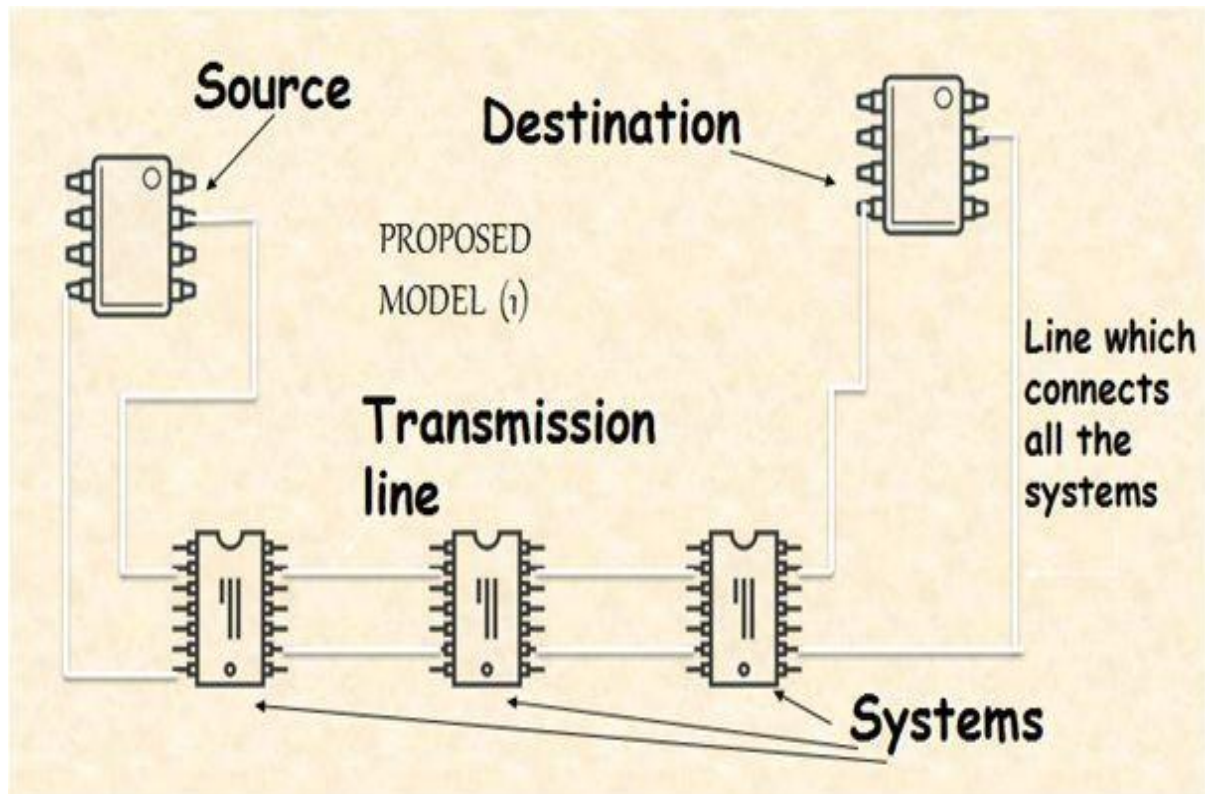 Source
Destination
PROPOSED
MODEL (1)
Line which
connects
all the
systems
Transmission
line
Systems